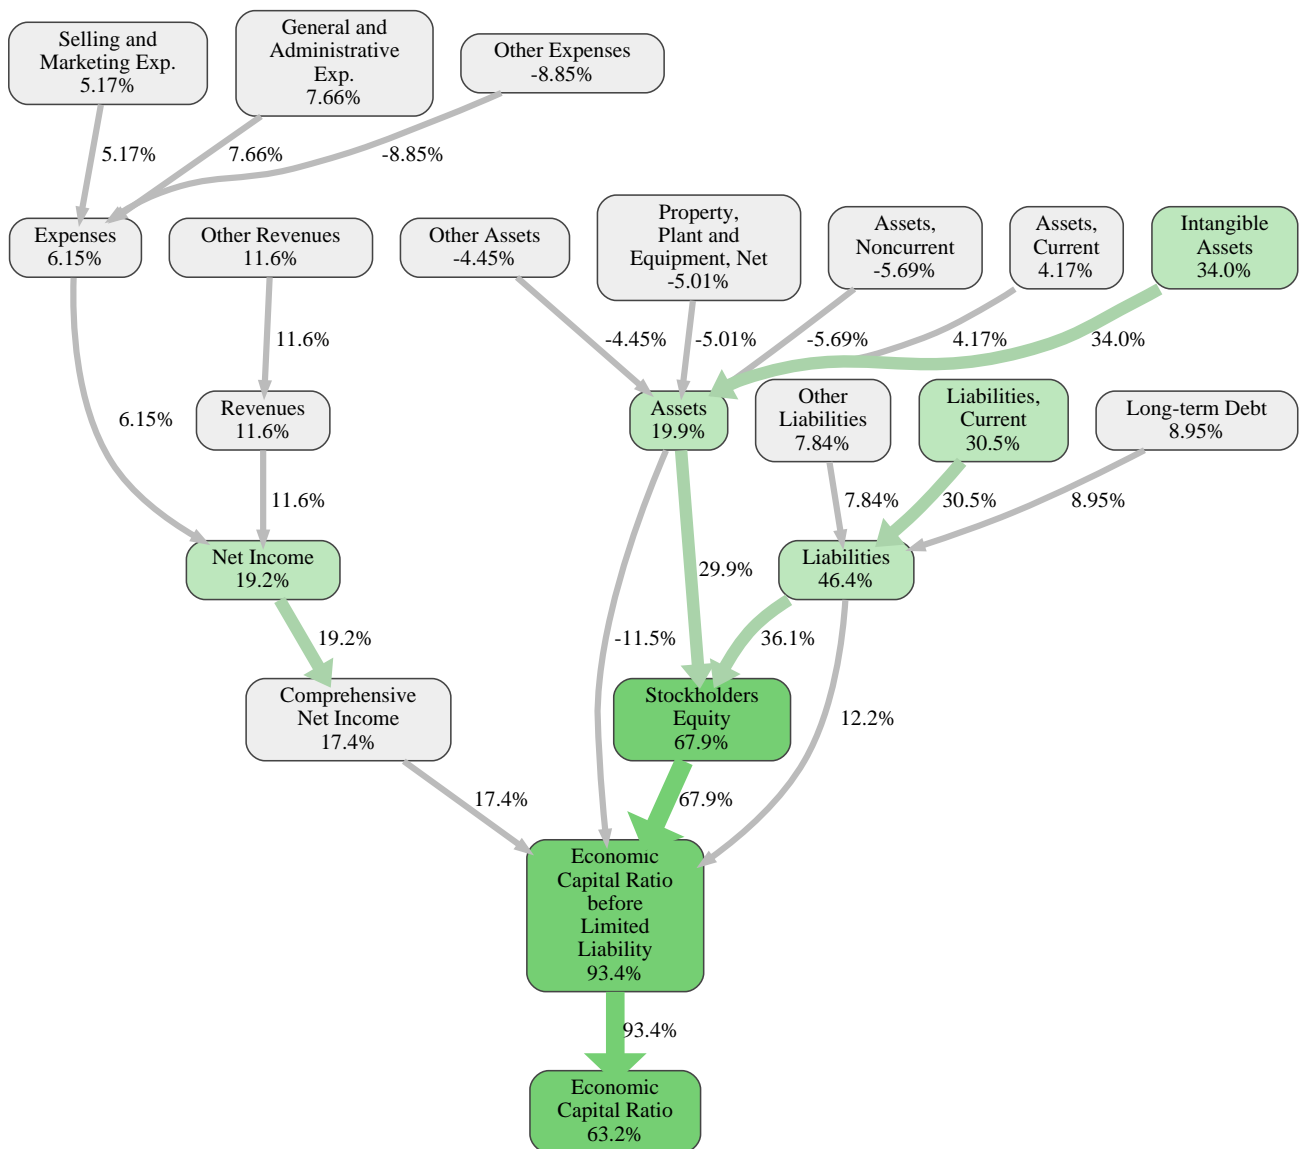 Selling and
Marketing Exp.
5.17%
General and
Administrative
Exp.
7.66%
Other Expenses
-8.85%
5.17%
7.66%
-8.85%
Expenses
6.15%
Other Revenues
11.6%
Other Assets
-4.45%
Property,
Plant and
Equipment, Net
-5.01%
Assets,
Noncurrent
-5.69%
Assets,
Current
4.17%
Intangible
Assets
34.0%
11.6%
-4.45%
-5.01%
-5.69%
4.17%
34.0%
6.15%
Revenues
11.6%
Assets
19.9%
Other
Liabilities
7.84%
Liabilities,
Current
30.5%
Long-term Debt
8.95%
11.6%
7.84%
30.5%
8.95%
Net Income
19.2%
29.9%
Liabilities
46.4%
19.2%
-11.5%
36.1%
Comprehensive
Net Income
17.4%
Stockholders
Equity
67.9%
12.2%
17.4%
67.9%
Economic
Capital Ratio
before
Limited
Liability
93.4%
93.4%
Economic
Capital Ratio
63.2%